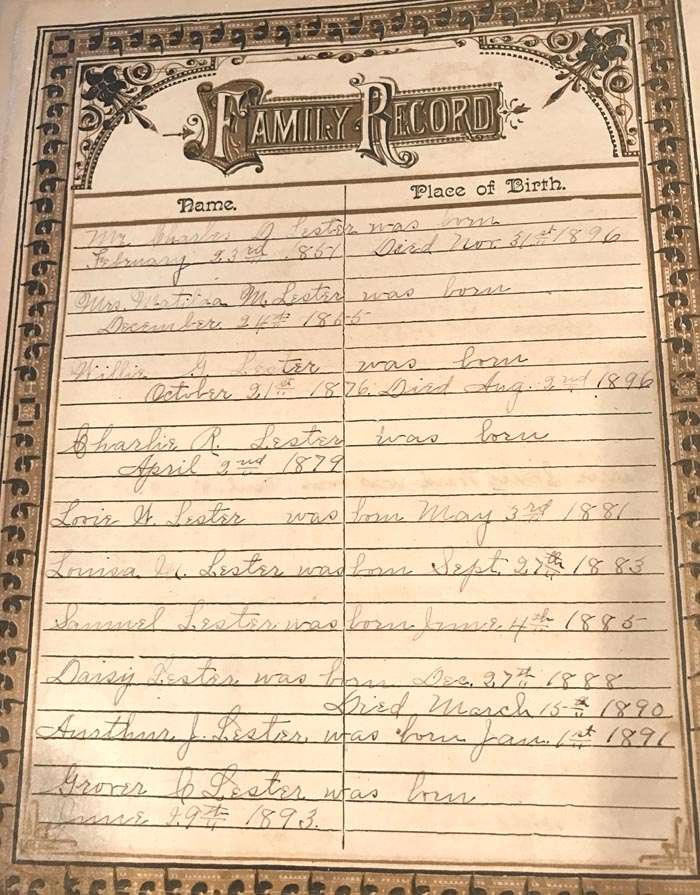 FAMILY RECORD
Name. Place of Birth.
Mr. Charles D. Lester was born
February 23rd 1851 Died Nov. 31st 1896
Mrs. Matilda M. Lester was born
December 24th 1855
Willie G. Lester was born
October 21st 1876. Died Aug. 2nd 1896
Charlie R. Lester was born
April 2nd 1879
Lovie W. Lester was born May 3rd 1881
Louisa M. Lester was born Sept. 27th 1883
Samuel Lester was born June 4th 1885
Daisy Lester was born Dec. 27th 1888
Died March 15th 1890
Aurthur J. Lester was born Jan. 1st 1891
Grover C Lester was born
June 29th 1893.